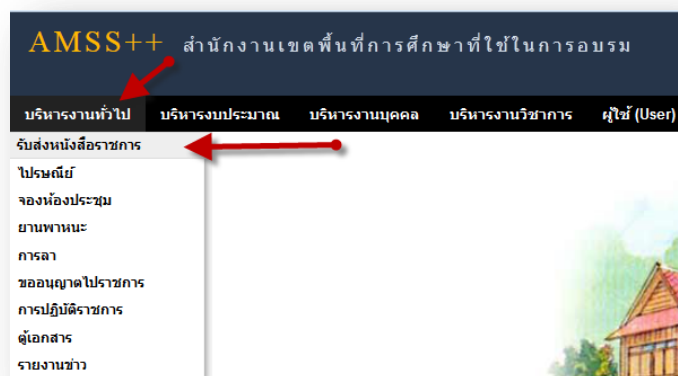 AMSS++ สำนักงานเขตพื้นที่การศึกษาที่ใช้ในการอบรม
บริหารงานทั่วไป บริหารงบประมาณ บริหารงานบุคคล บริหารงานวิชาการ ผู้ใช้ (User)
รับส่งหนังสือราชการ
ไปรษณีย์
จองห้องประชุม
ยานพาหนะ
การลา
ขออนุญาตไปราชการ
การปฏิบัติราชการ
ตู้เอกสาร
รายงานข่าว